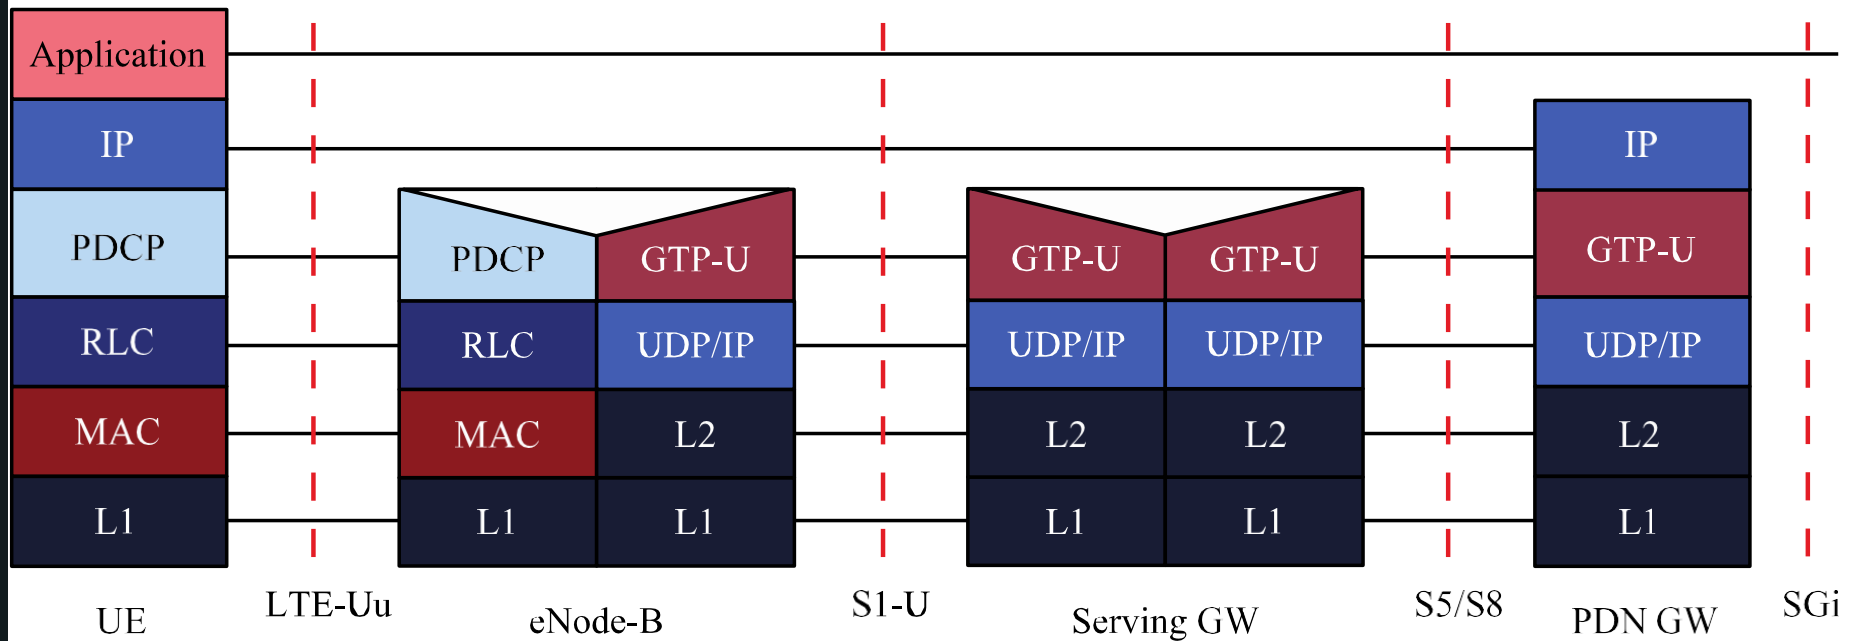 Application
IP IP
PDCP PDCP GTP-U GTP-U GTP-U GTP-U
RLC RLC UDP/IP UDP/IP UDP/IP UDP/IP
MAC MAC L2 L2 L2 L2
L1 L1 L1 L1 L1 L1
UE LTE-Uu eNode-B S1-U Serving GW S5/S8 PDN GW SGi